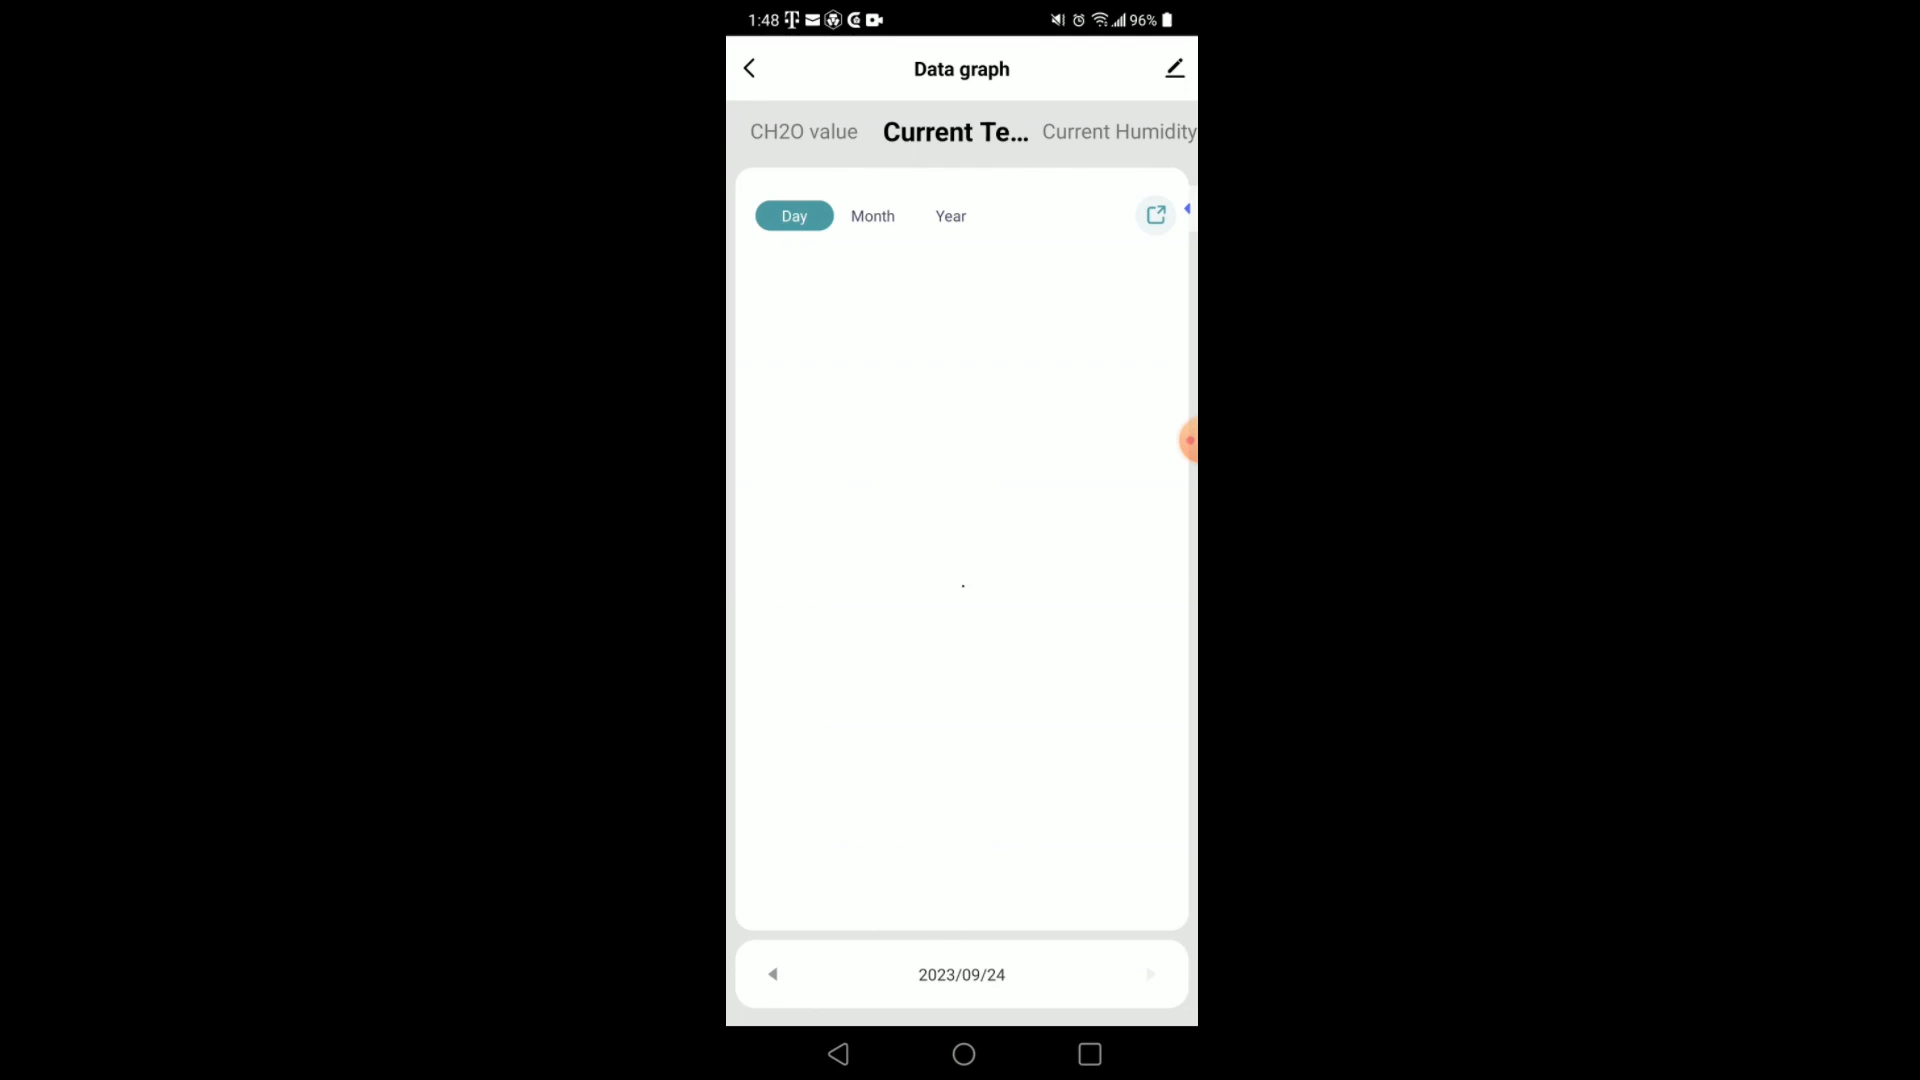 1:48 96%
Data graph
CH2O value Current Te... Current Humidity
Day Month Year
2023/09/24